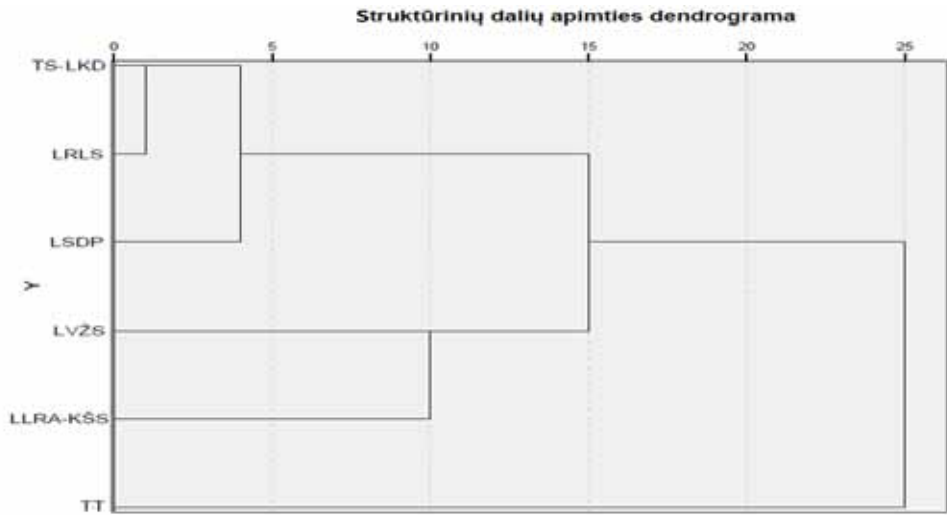 Struktūrinių dalių apimties dendrograma
0 5 10 15 20 25
TS-LKD
LRLS
LSDP
Y
LVŽS
LLRA-KŠS
TT